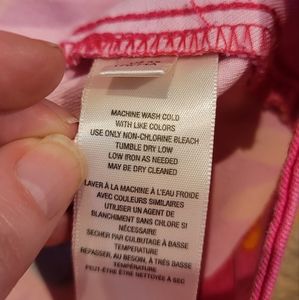 MACHINE WASH COLD
WITH LIKE COLORS
USE ONLY NON-CHLORINE BLEACH
TUMBLE DRY LOW
LOW IRON AS NEEDED
MAY BE DRY CLEANED
LAVER À LA MACHINE À L'EAU FROIDE
AVEC COULEURS SIMILAIRES
UTILISER UN AGENT DE
BLANCHIMENT SANS CHLORE SI
NÉCESSAIRE
SECHER PAR CULBUTAGE À BASSE
TEMPÉRATURE
REPASSER, AU BESOIN, À TRÈS BASSE
TEMPÉRATURE
PEUT-ÊTRE ÊTRE NETTOYÉ À SEC